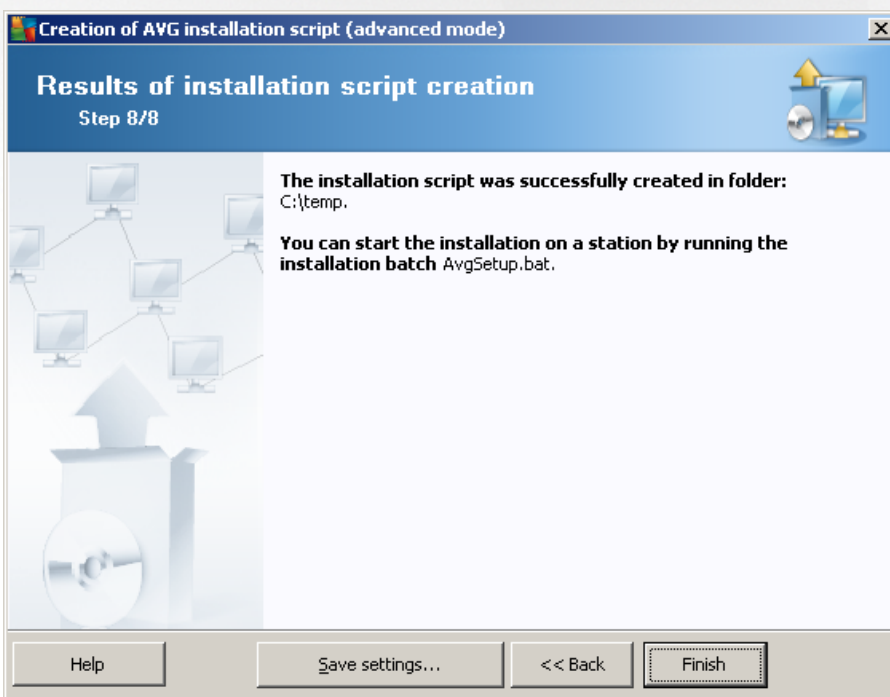 Creation of AVG installation script (advanced mode)
Results of installation script creation
Step 8/8
The installation script was successfully created in folder:
C:\temp.
You can start the installation on a station by running the
installation batch AvgSetup.bat.
Help
Save settings...
<< Back
Finish